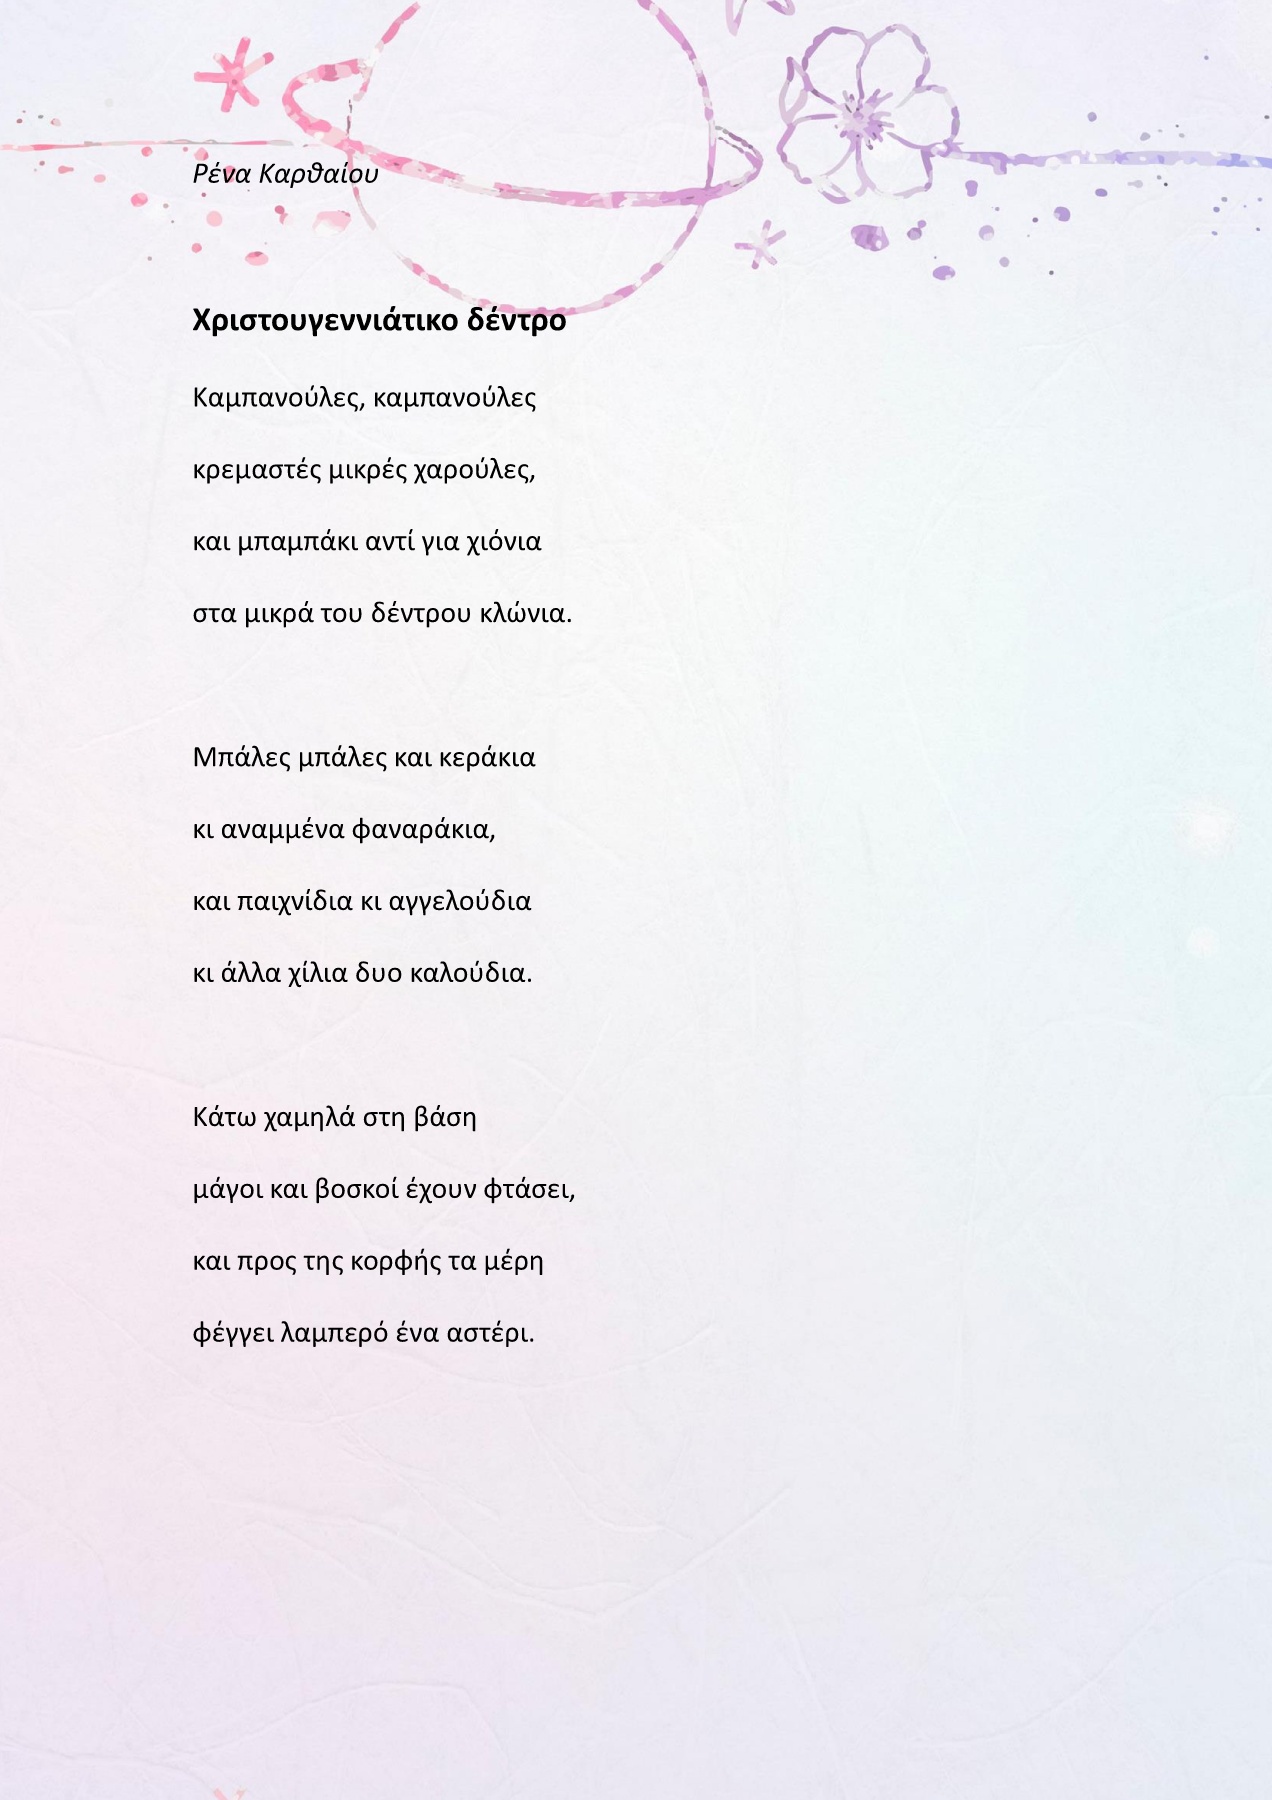 Ρένα Καρθαίου
Χριστουγεννιάτικο δέντρο
Καμπανούλες, καμπανούλες
κρεμαστές μικρές χαρούλες,
και μπαμπάκι αντί για χιόνια
στα μικρά του δέντρου κλώνια.
Μπάλες μπάλες και κεράκια
κι αναμμένα φαναράκια,
και παιχνίδια κι αγγελούδια
κι άλλα χίλια δυο καλούδια.
Κάτω χαμηλά στη βάση
μάγοι και βοσκοί έχουν φτάσει,
και προς της κορφής τα μέρη
φέγγει λαμπερό ένα αστέρι.